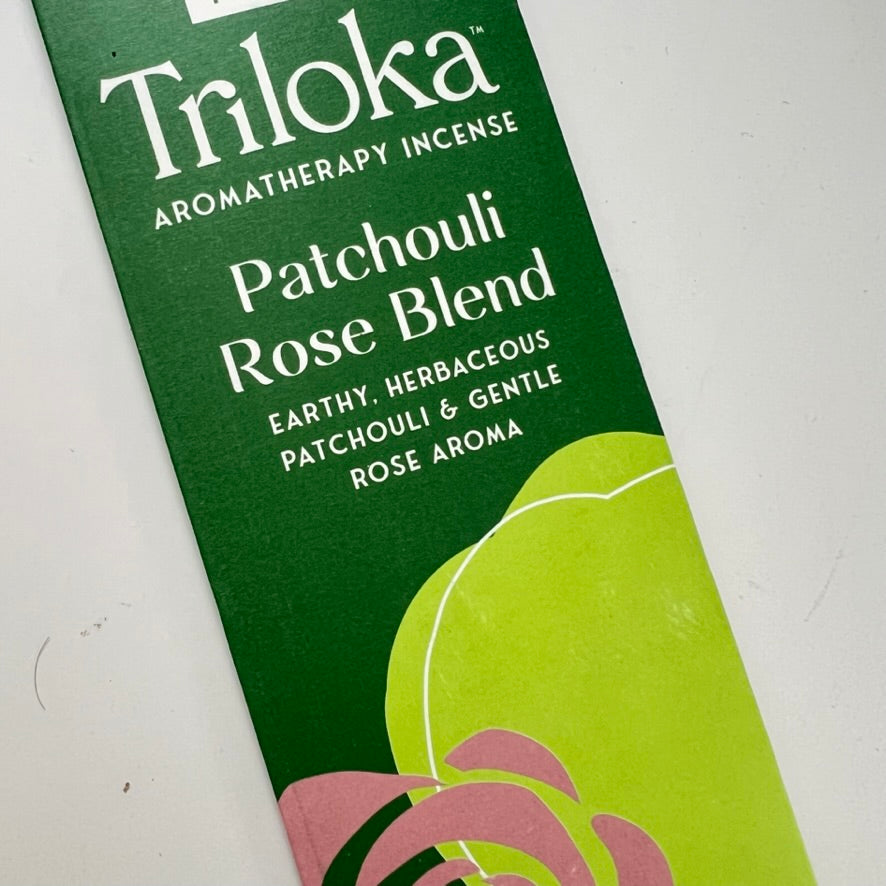 Triloka™
AROMATHERAPY INCENSE
Patchouli
Rose Blend
EARTHY, HERBACEOUS
PATCHOULI & GENTLE
ROSE AROMA